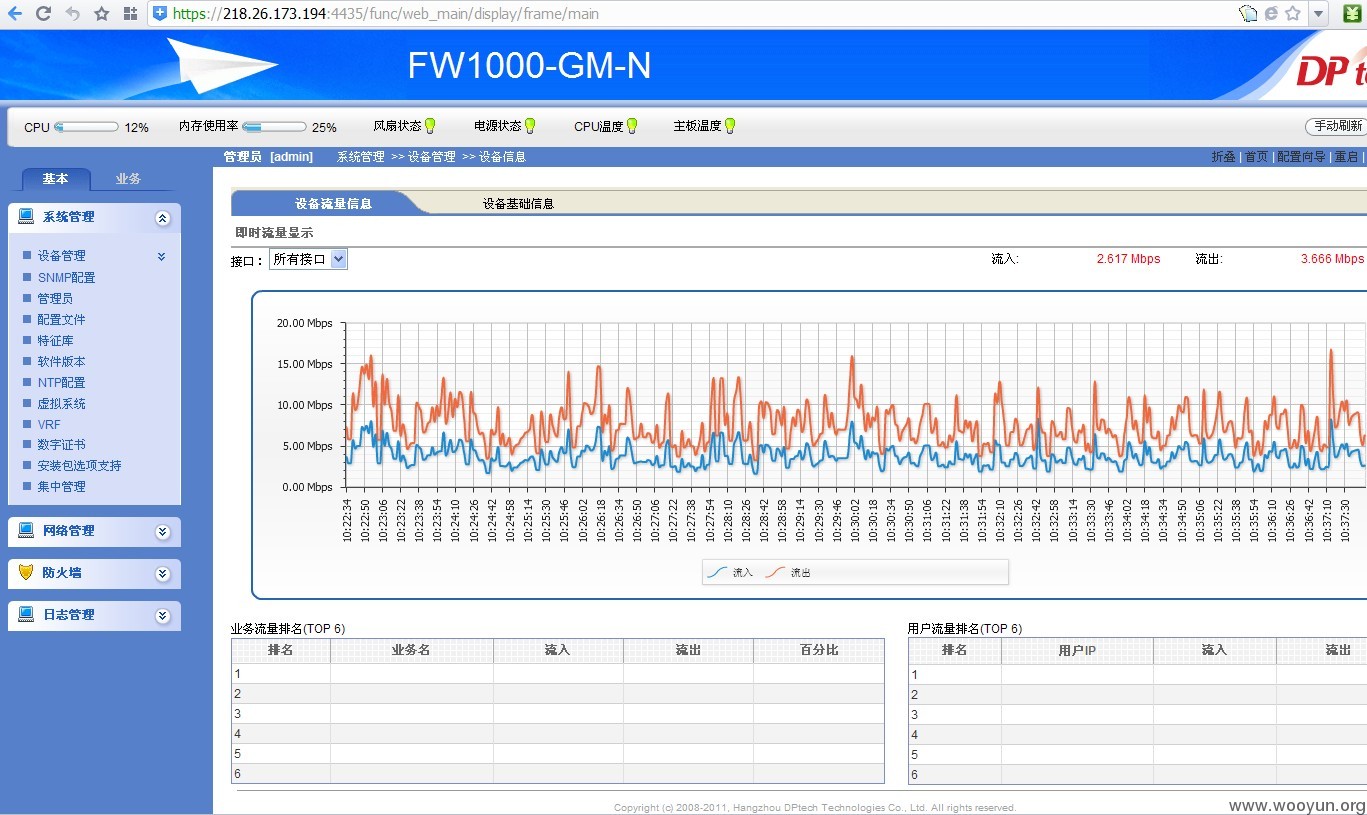 https://218.26.173.194:4435/func/web_main/display/frame/main
FW1000-GM-N
DP te
CPU 12% 内存使用率 25% 风扇状态 电源状态 CPU温度 主板温度 手动刷新
管理员 [admin] 系统管理 >> 设备管理 >> 设备信息 折叠 | 首页 | 配置向导 | 重启 |
基本 业务
系统管理
设备管理
SNMP配置
管理员
配置文件
特征库
软件版本
NTP配置
虚拟系统
VRF
数字证书
安装包选项支持
集中管理
网络管理
防火墙
日志管理
设备流量信息 设备基础信息
即时流量显示
接口： 所有接口 流入: 2.617 Mbps 流出: 3.666 Mbps
20.00 Mbps
15.00 Mbps
10.00 Mbps
5.00 Mbps
0.00 Mbps
10:22:34 10:22:50 10:23:06 10:23:22 10:23:38 10:23:54 10:24:10 10:24:26 10:24:42 10:24:58 10:25:14 10:25:30 10:25:46 10:26:02 10:26:18 10:26:34 10:26:50 10:27:06 10:27:22 10:27:38 10:27:54 10:28:10 10:28:26 10:28:42 10:28:58 10:29:14 10:29:30 10:29:46 10:30:02 10:30:18 10:30:34 10:30:50 10:31:06 10:31:22 10:31:38 10:31:54 10:32:10 10:32:26 10:32:42 10:32:58 10:33:14 10:33:30 10:33:46 10:34:02 10:34:18 10:34:34 10:34:50 10:35:06 10:35:22 10:35:38 10:35:54 10:36:10 10:36:26 10:36:42 10:37:10 10:37:30
流入 流出
业务流量排名(TOP 6)
排名 业务名 流入 流出 百分比
1
2
3
4
5
6
用户流量排名(TOP 6)
排名 用户IP 流入 流出
1
2
3
4
5
6
Copyright (c) 2008-2011, Hangzhou DPtech Technologies Co., Ltd. All rights reserved.
www.wooyun.org